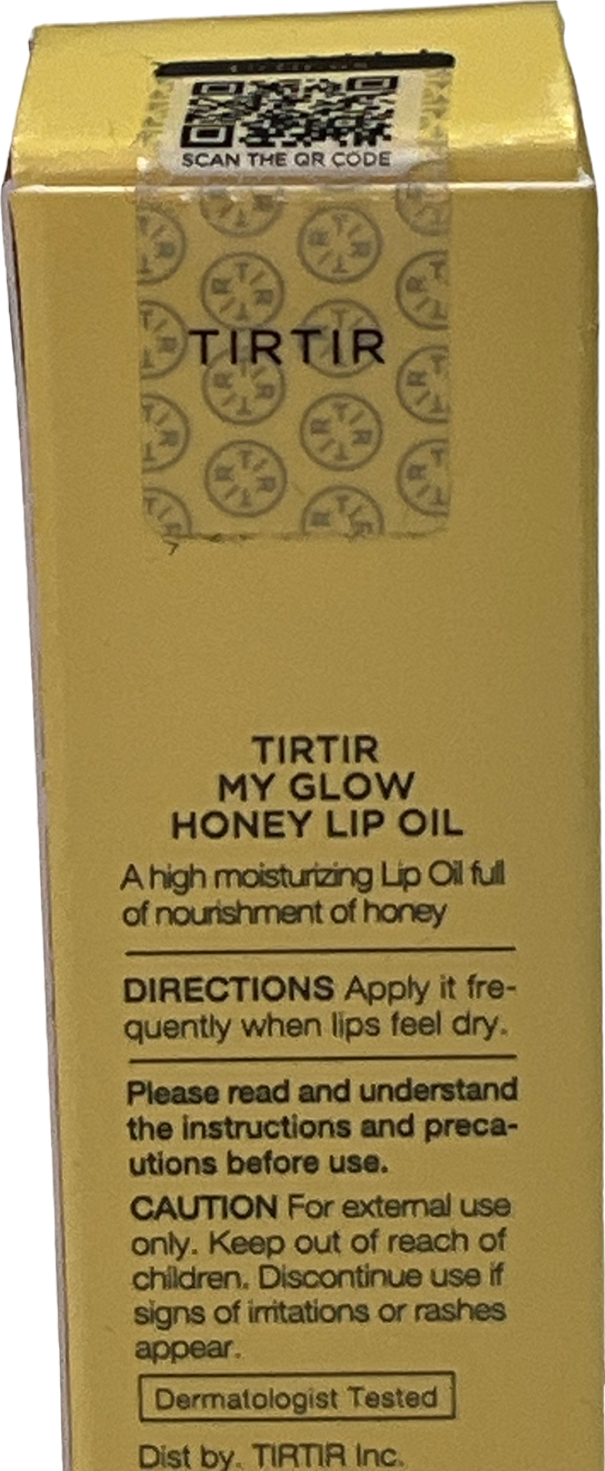 SCAN THE QR CODE
TIRTIR
TIRTIR
MY GLOW
HONEY LIP OIL
A high moisturizing Lip Oil full
of nourishment of honey
DIRECTIONS Apply it fre-
quently when lips feel dry.
Please read and understand
the instructions and preca-
utions before use.
CAUTION For external use
only. Keep out of reach of
children. Discontinue use if
signs of irritations or rashes
appear.
Dermatologist Tested
Dist by. TIRTIR Inc.